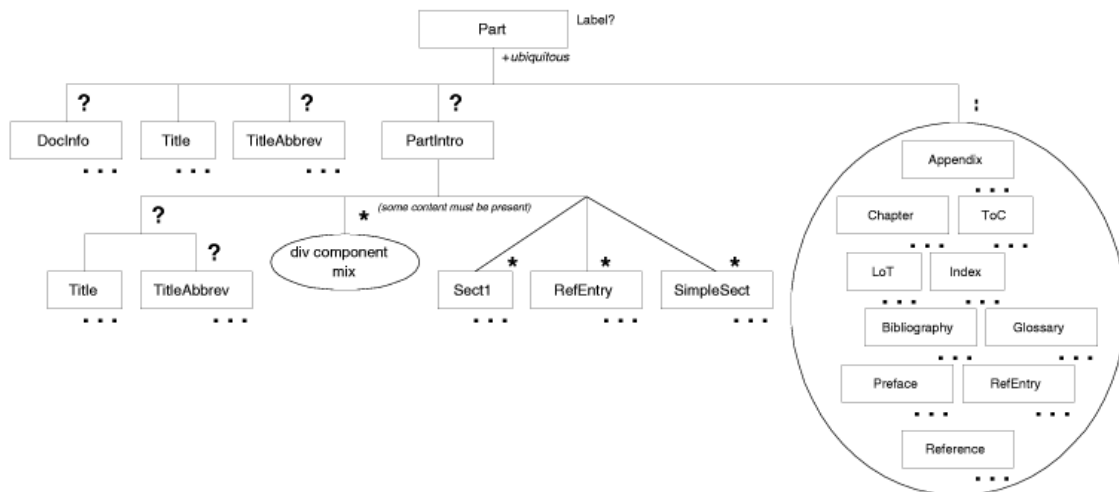 Part
Label?
+ubiquitous
? ? ?
DocInfo Title TitleAbbrev PartIntro
Appendix
(some content must be present)
? *
Chapter ToC
div component
mix
? * * *
LoT Index
Title TitleAbbrev Sect1 RefEntry SimpleSect
Bibliography Glossary
Preface RefEntry
Reference